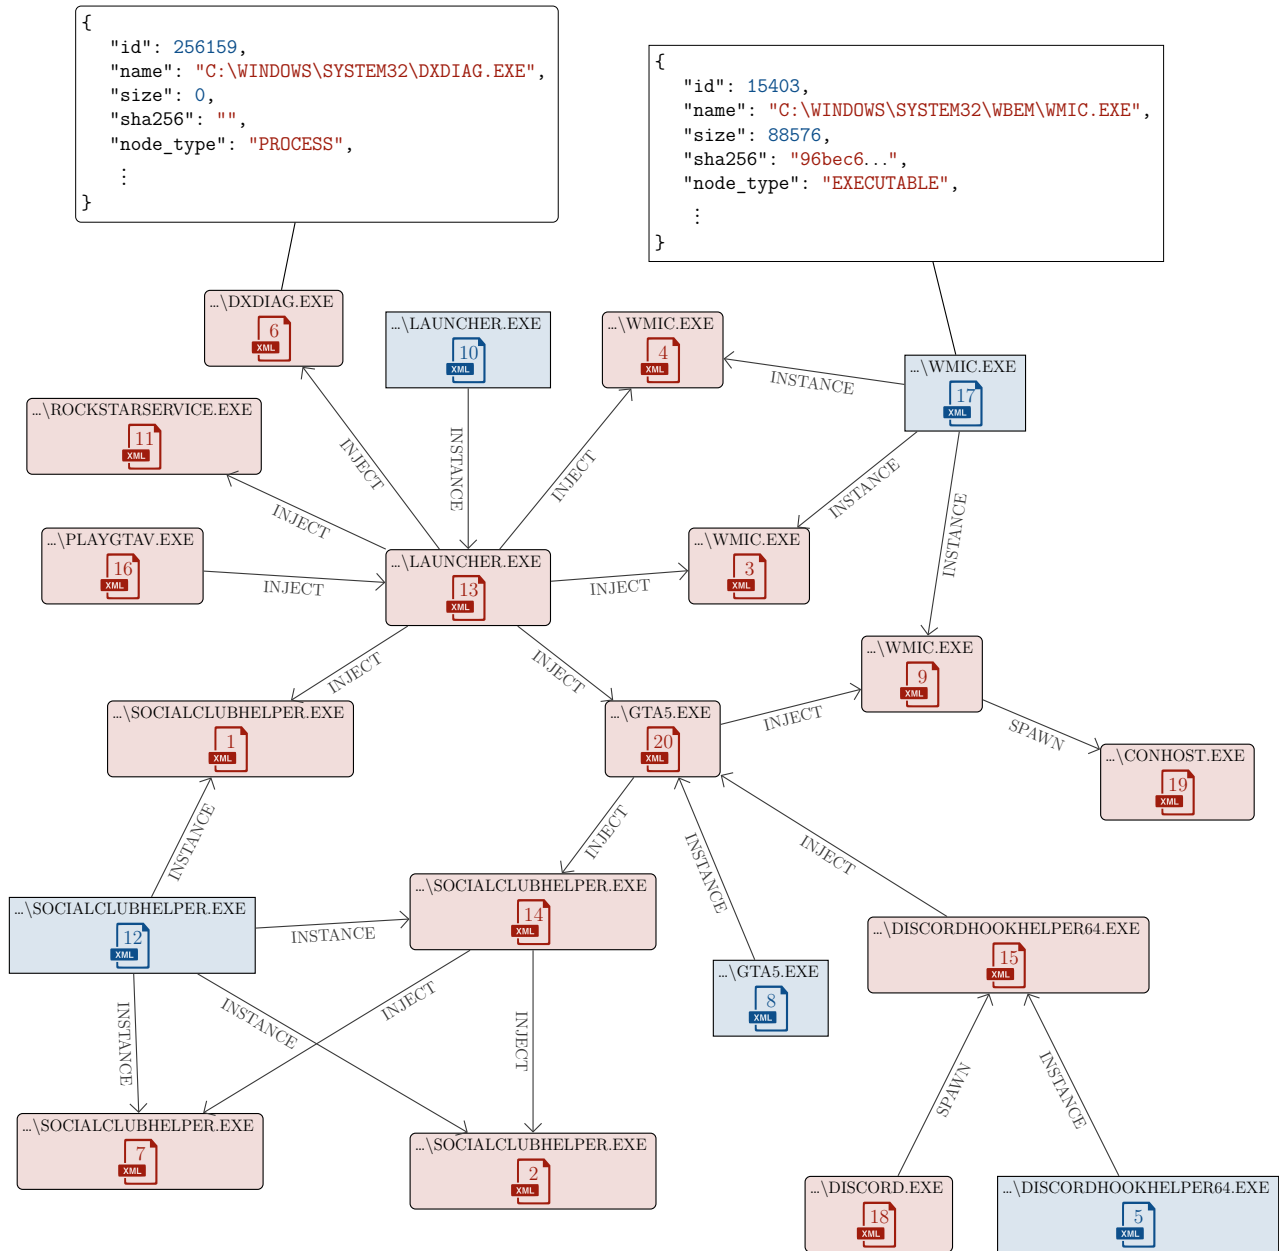 {
"id": 256159,
"name": "C:\WINDOWS\SYSTEM32\DXDIAG.EXE",
"size": 0,
"sha256": "",
"node_type": "PROCESS",
⋮
}
{
"id": 15403,
"name": "C:\WINDOWS\SYSTEM32\WBEM\WMIC.EXE",
"size": 88576,
"sha256": "96bec6...",
"node_type": "EXECUTABLE",
⋮
}
...\DXDIAG.EXE
6
XML
...\LAUNCHER.EXE
10
XML
...\WMIC.EXE
4
XML
...\WMIC.EXE
17
XML
INSTANCE
...\ROCKSTARSERVICE.EXE
11
XML
INJECT
INSTANCE
INJECT
INSTANCE
INSTANCE
INJECT
...\PLAYGTAV.EXE
16
XML
INJECT
...\LAUNCHER.EXE
13
XML
INJECT
...\WMIC.EXE
3
XML
INJECT
INJECT
...\WMIC.EXE
9
XML
...\SOCIALCLUBHELPER.EXE
1
XML
...\GTA5.EXE
20
XML
INJECT
SPAWN
...\CONHOST.EXE
19
XML
INSTANCE
INJECT
INSTANCE
INJECT
...\SOCIALCLUBHELPER.EXE
12
XML
INSTANCE
...\SOCIALCLUBHELPER.EXE
14
XML
...\DISCORDHOOKHELPER64.EXE
15
XML
...\GTA5.EXE
8
XML
INSTANCE
INSTANCE
INJECT
INJECT
SPAWN
INSTANCE
...\SOCIALCLUBHELPER.EXE
7
XML
...\SOCIALCLUBHELPER.EXE
2
XML
...\DISCORD.EXE
18
XML
...\DISCORDHOOKHELPER64.EXE
5
XML